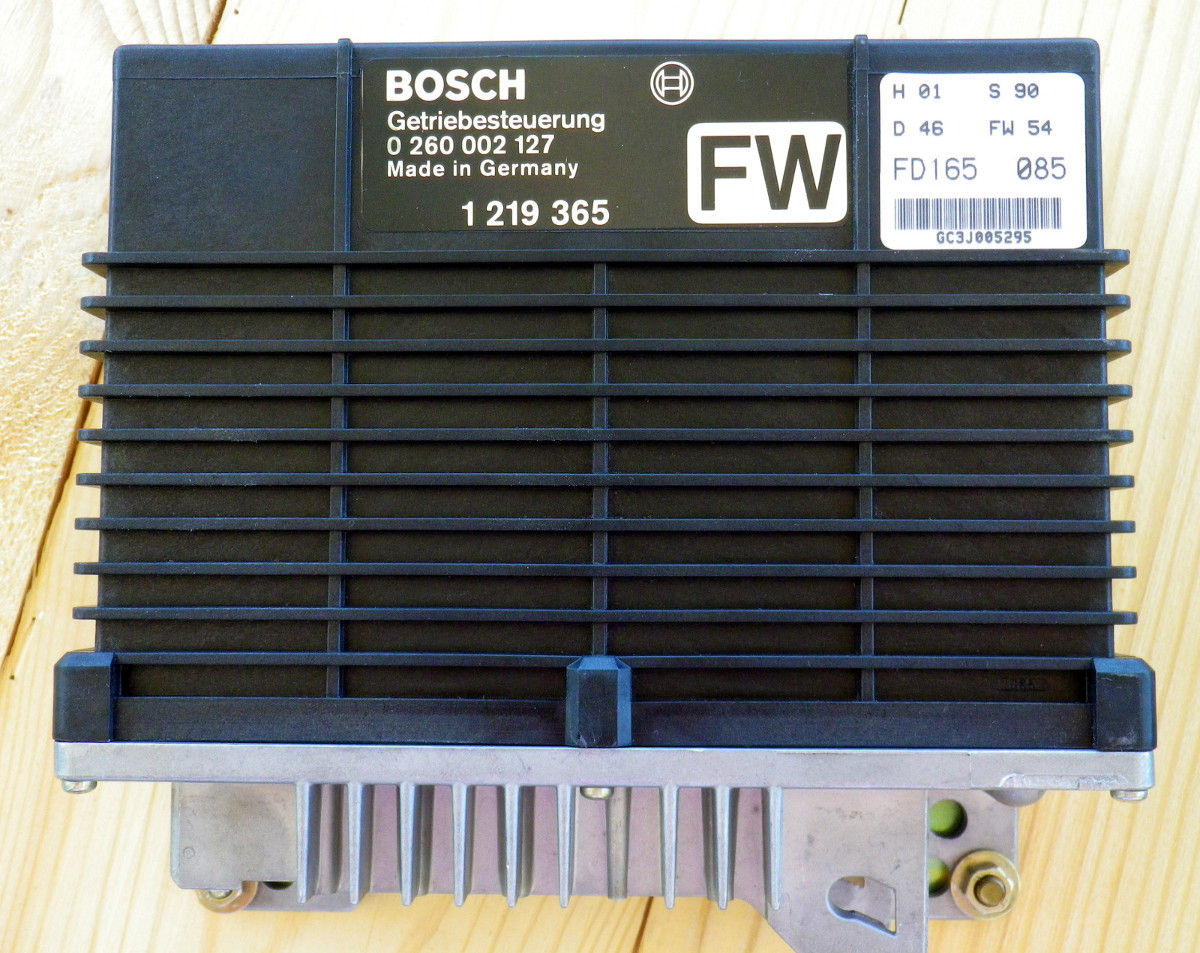 BOSCH
Getriebesteuerung
0 260 002 127
Made in Germany
1 219 365
FW
H 01 S 90
D 46 FW 54
FD165 085
GC3J005295